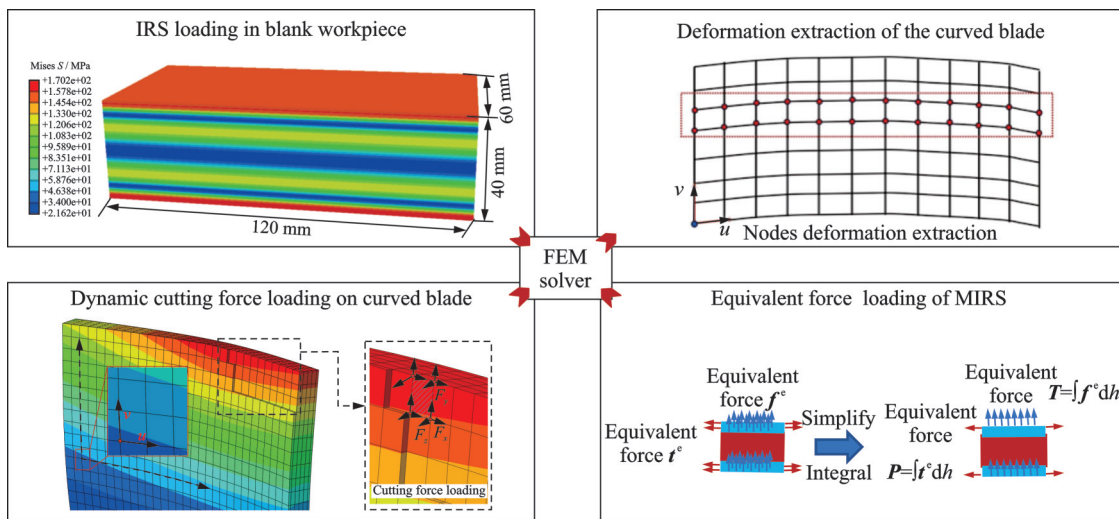 IRS loading in blank workpiece
Mises S / MPa
+1.702e+02
+1.578e+02
+1.454e+02
+1.330e+02
+1.206e+02
+1.083e+02
+9.589e+01
+8.351e+01
+7.113e+01
+5.876e+01
+4.638e+01
+3.400e+01
+2.162e+01
60 mm
40 mm
120 mm
Deformation extraction of the curved blade
v
u
Nodes deformation extraction
FEM
solver
Dynamic cutting force loading on curved blade
Cutting force loading
Equivalent force loading of MIRS
Equivalent
force fᵉ
Equivalent
force tᵉ
Simplify
Integral
Equivalent
force
T=∫fᵉdh
Equivalent
force
P=∫tᵉdh